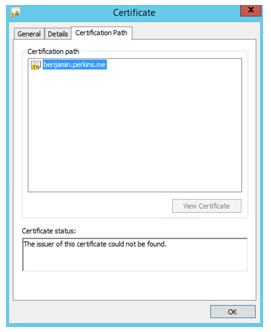 Certificate
X
General Details Certification Path
Certification path
benjamin.perkins.me
View Certificate
Certificate status:
The issuer of this certificate could not be found.
OK